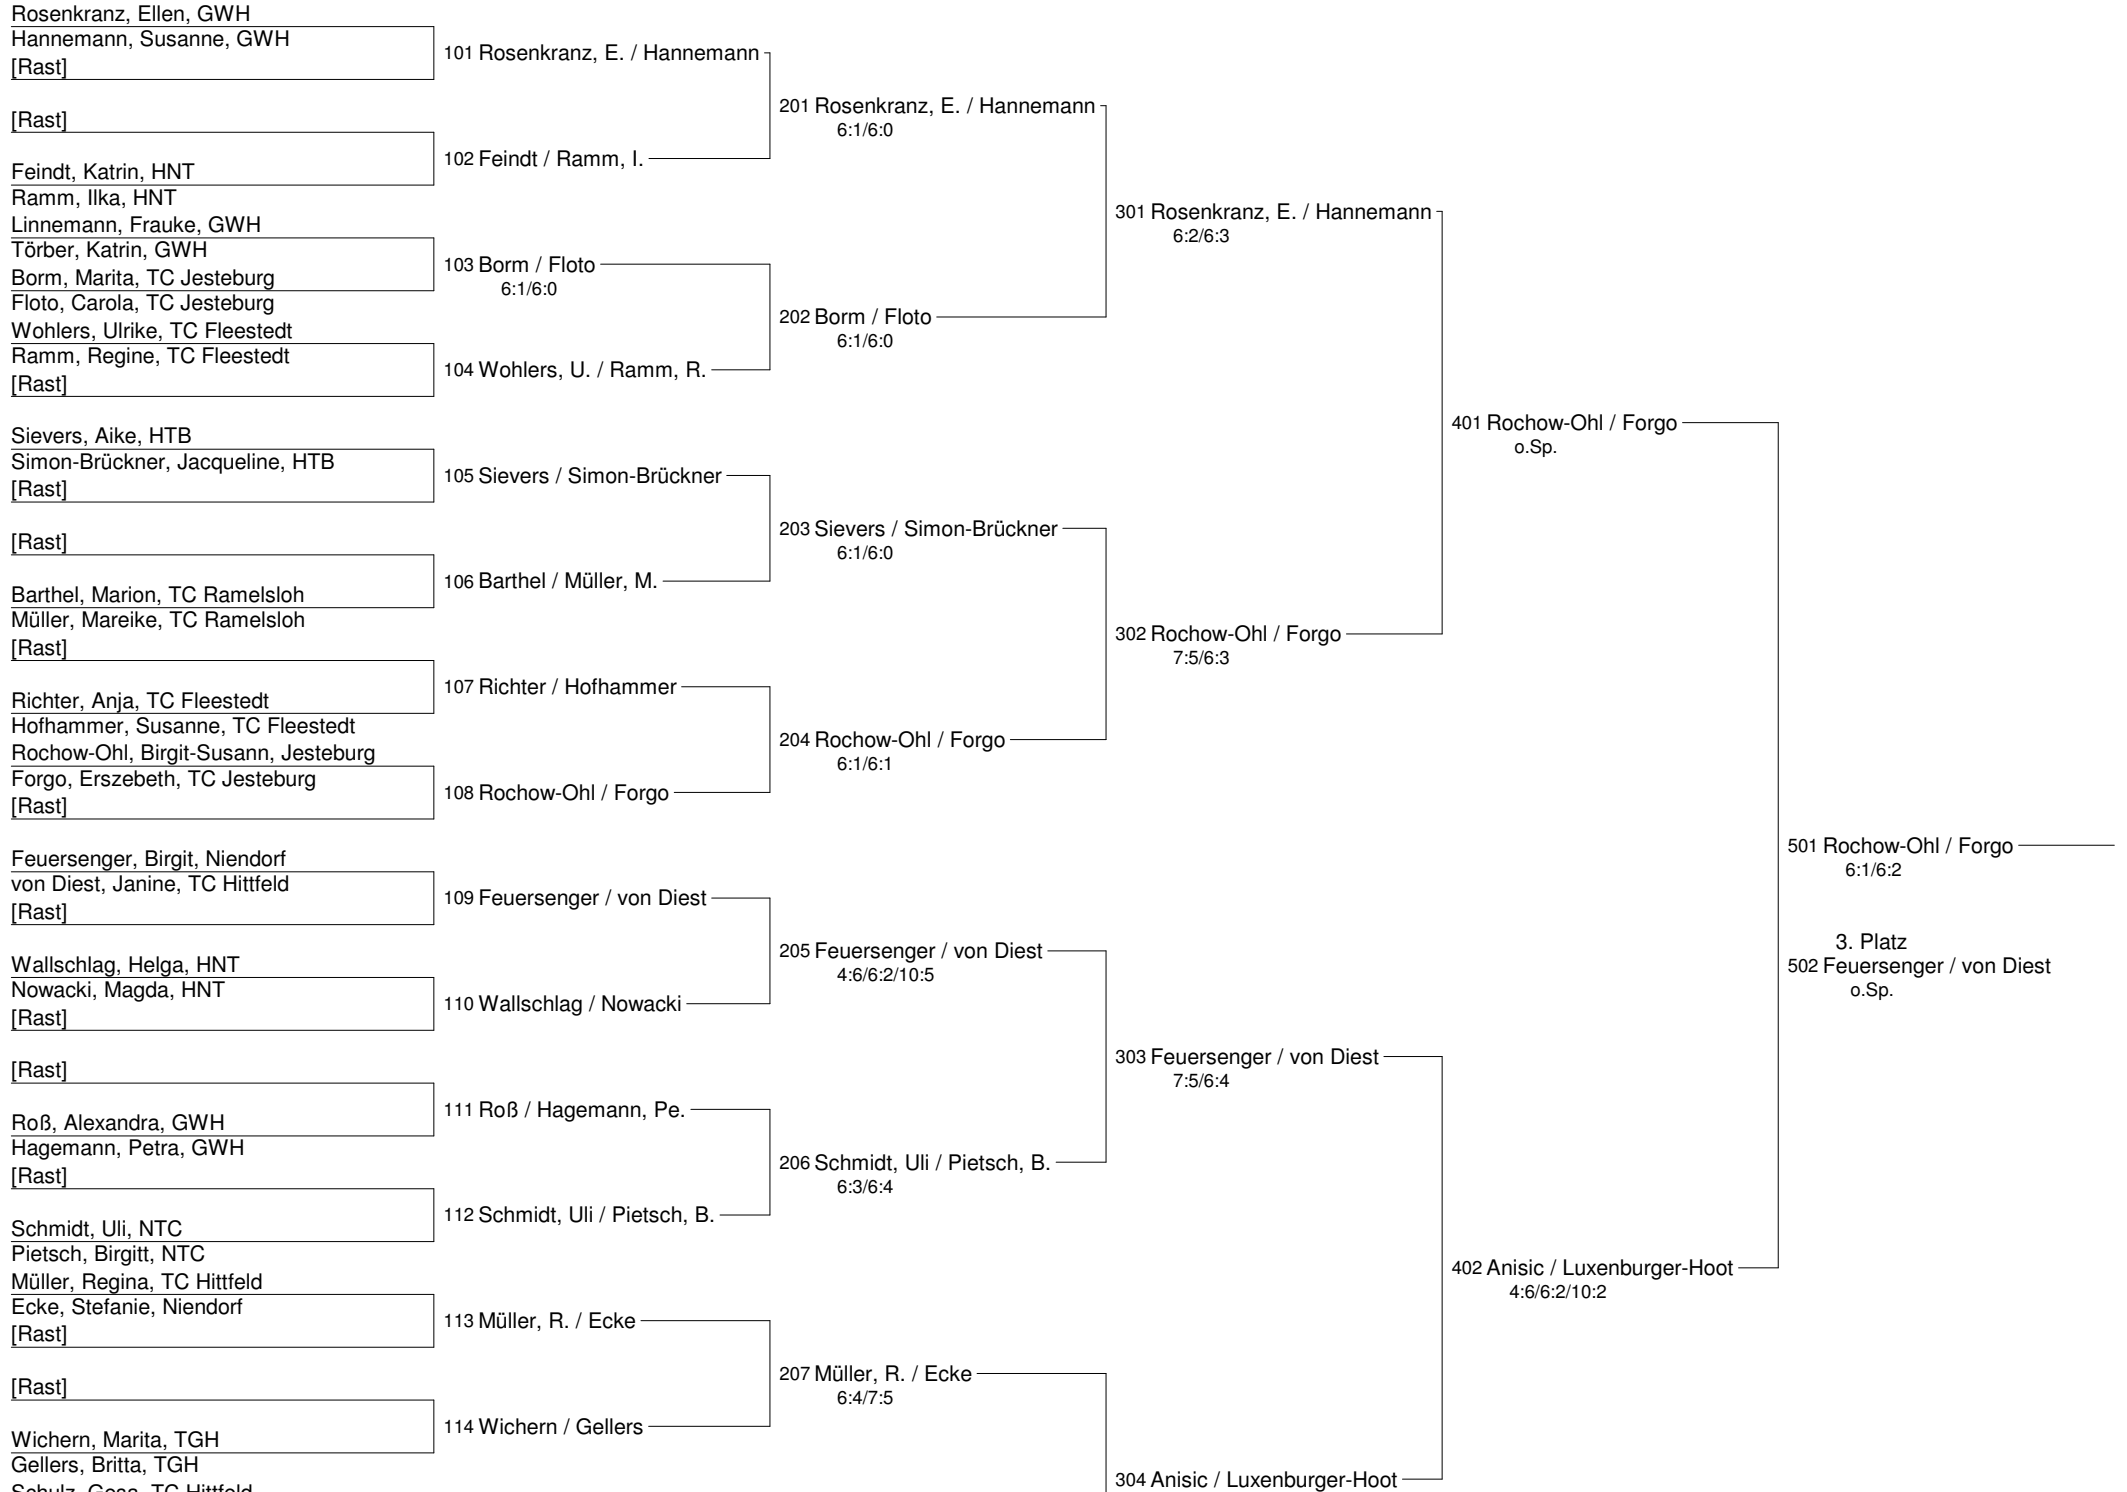 Rosenkranz, Ellen, GWH
Hannemann, Susanne, GWH
[Rast]
[Rast]
Feindt, Katrin, HNT
Ramm, Ilka, HNT
Linnemann, Frauke, GWH
Törber, Katrin, GWH
Borm, Marita, TC Jesteburg
Floto, Carola, TC Jesteburg
Wohlers, Ulrike, TC Fleestedt
Ramm, Regine, TC Fleestedt
[Rast]
Sievers, Aike, HTB
Simon-Brückner, Jacqueline, HTB
[Rast]
[Rast]
Barthel, Marion, TC Ramelsloh
Müller, Mareike, TC Ramelsloh
[Rast]
Richter, Anja, TC Fleestedt
Hofhammer, Susanne, TC Fleestedt
Rochow-Ohl, Birgit-Susann, Jesteburg
Forgo, Erszebeth, TC Jesteburg
[Rast]
Feuersenger, Birgit, Niendorf
von Diest, Janine, TC Hittfeld
[Rast]
Wallschlag, Helga, HNT
Nowacki, Magda, HNT
[Rast]
[Rast]
Roß, Alexandra, GWH
Hagemann, Petra, GWH
[Rast]
Schmidt, Uli, NTC
Pietsch, Birgitt, NTC
Müller, Regina, TC Hittfeld
Ecke, Stefanie, Niendorf
[Rast]
[Rast]
Wichern, Marita, TGH
Gellers, Britta, TGH
Schulz, Gesa, TC Hittfeld
101 Rosenkranz, E. / Hannemann
102 Feindt / Ramm, I.
103 Borm / Floto
6:1/6:0
104 Wohlers, U. / Ramm, R.
105 Sievers / Simon-Brückner
106 Barthel / Müller, M.
107 Richter / Hofhammer
108 Rochow-Ohl / Forgo
109 Feuersenger / von Diest
110 Wallschlag / Nowacki
111 Roß / Hagemann, Pe.
112 Schmidt, Uli / Pietsch, B.
113 Müller, R. / Ecke
114 Wichern / Gellers
201 Rosenkranz, E. / Hannemann
6:1/6:0
202 Borm / Floto
6:1/6:0
203 Sievers / Simon-Brückner
6:1/6:0
204 Rochow-Ohl / Forgo
6:1/6:1
205 Feuersenger / von Diest
4:6/6:2/10:5
206 Schmidt, Uli / Pietsch, B.
6:3/6:4
207 Müller, R. / Ecke
6:4/7:5
301 Rosenkranz, E. / Hannemann
6:2/6:3
302 Rochow-Ohl / Forgo
7:5/6:3
303 Feuersenger / von Diest
7:5/6:4
304 Anisic / Luxenburger-Hoot
401 Rochow-Ohl / Forgo
o.Sp.
402 Anisic / Luxenburger-Hoot
4:6/6:2/10:2
501 Rochow-Ohl / Forgo
6:1/6:2
3. Platz
502 Feuersenger / von Diest
o.Sp.